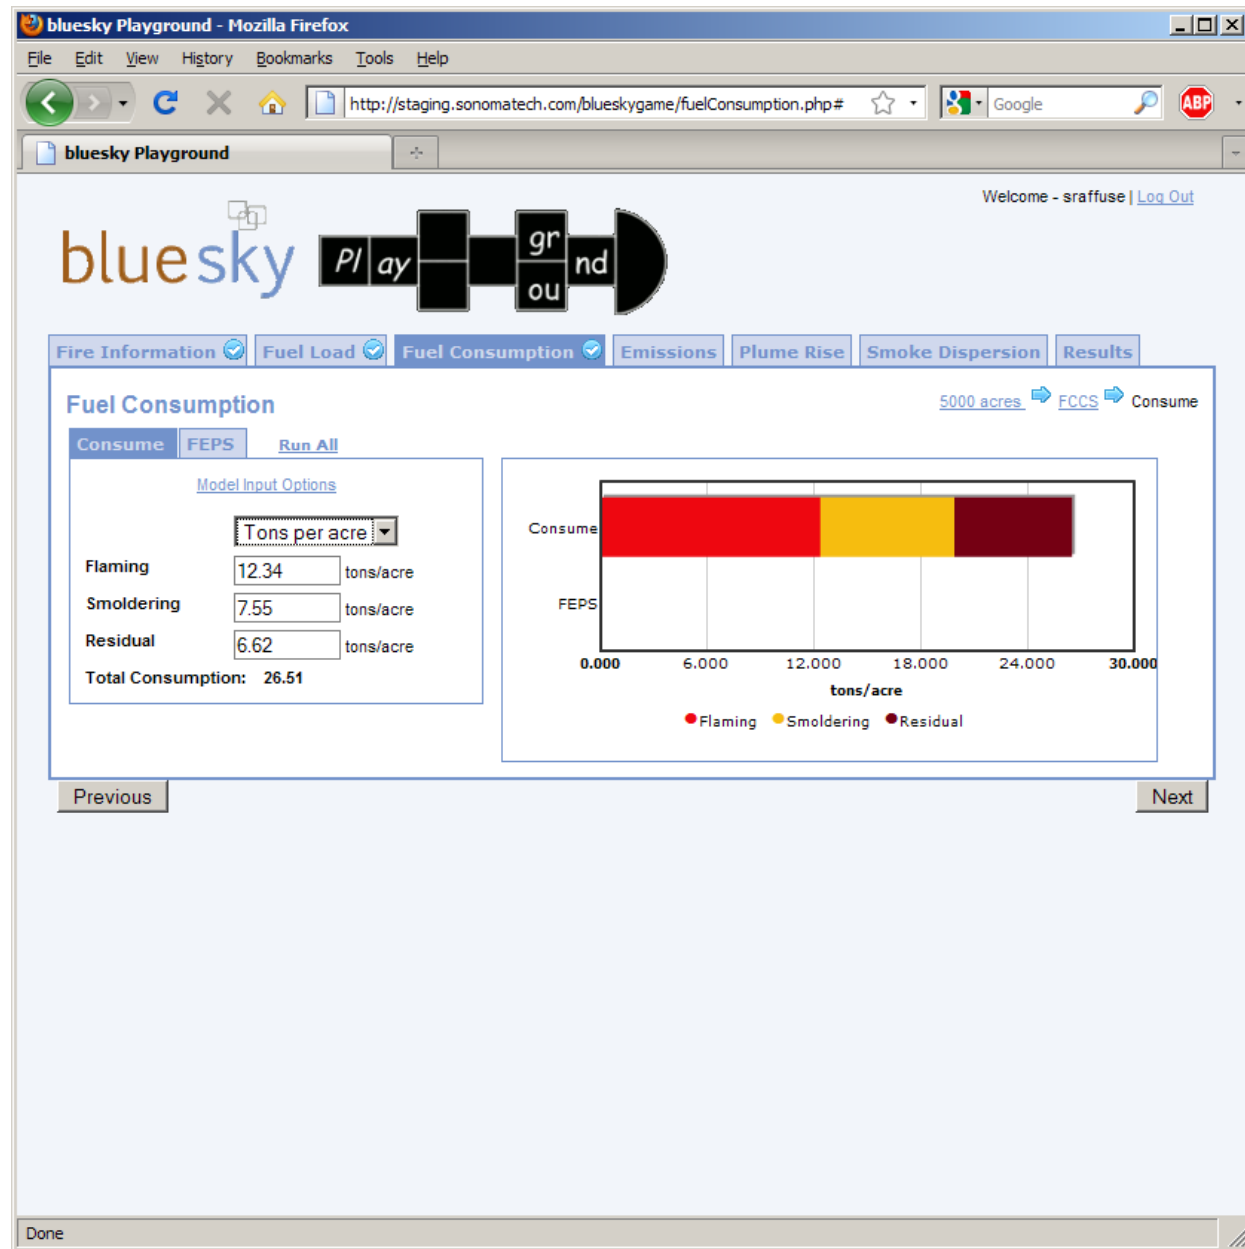 bluesky Playground - Mozilla Firefox
File Edit View History Bookmarks Tools Help
http://staging.sonomatech.com/blueskygame/fuelConsumption.php#
Google
ABP
bluesky Playground
Welcome - sraffuse | Log Out
bluesky
Pl ay gr ou nd
Fire Information Fuel Load Fuel Consumption Emissions Plume Rise Smoke Dispersion Results
Fuel Consumption
5000 acres FCCS Consume
Consume FEPS Run All
Model Input Options
Tons per acre
Flaming 12.34 tons/acre
Smoldering 7.55 tons/acre
Residual 6.62 tons/acre
Total Consumption: 26.51
Consume
FEPS
0.000 6.000 12.000 18.000 24.000 30.000
tons/acre
Flaming Smoldering Residual
Previous
Next
Done